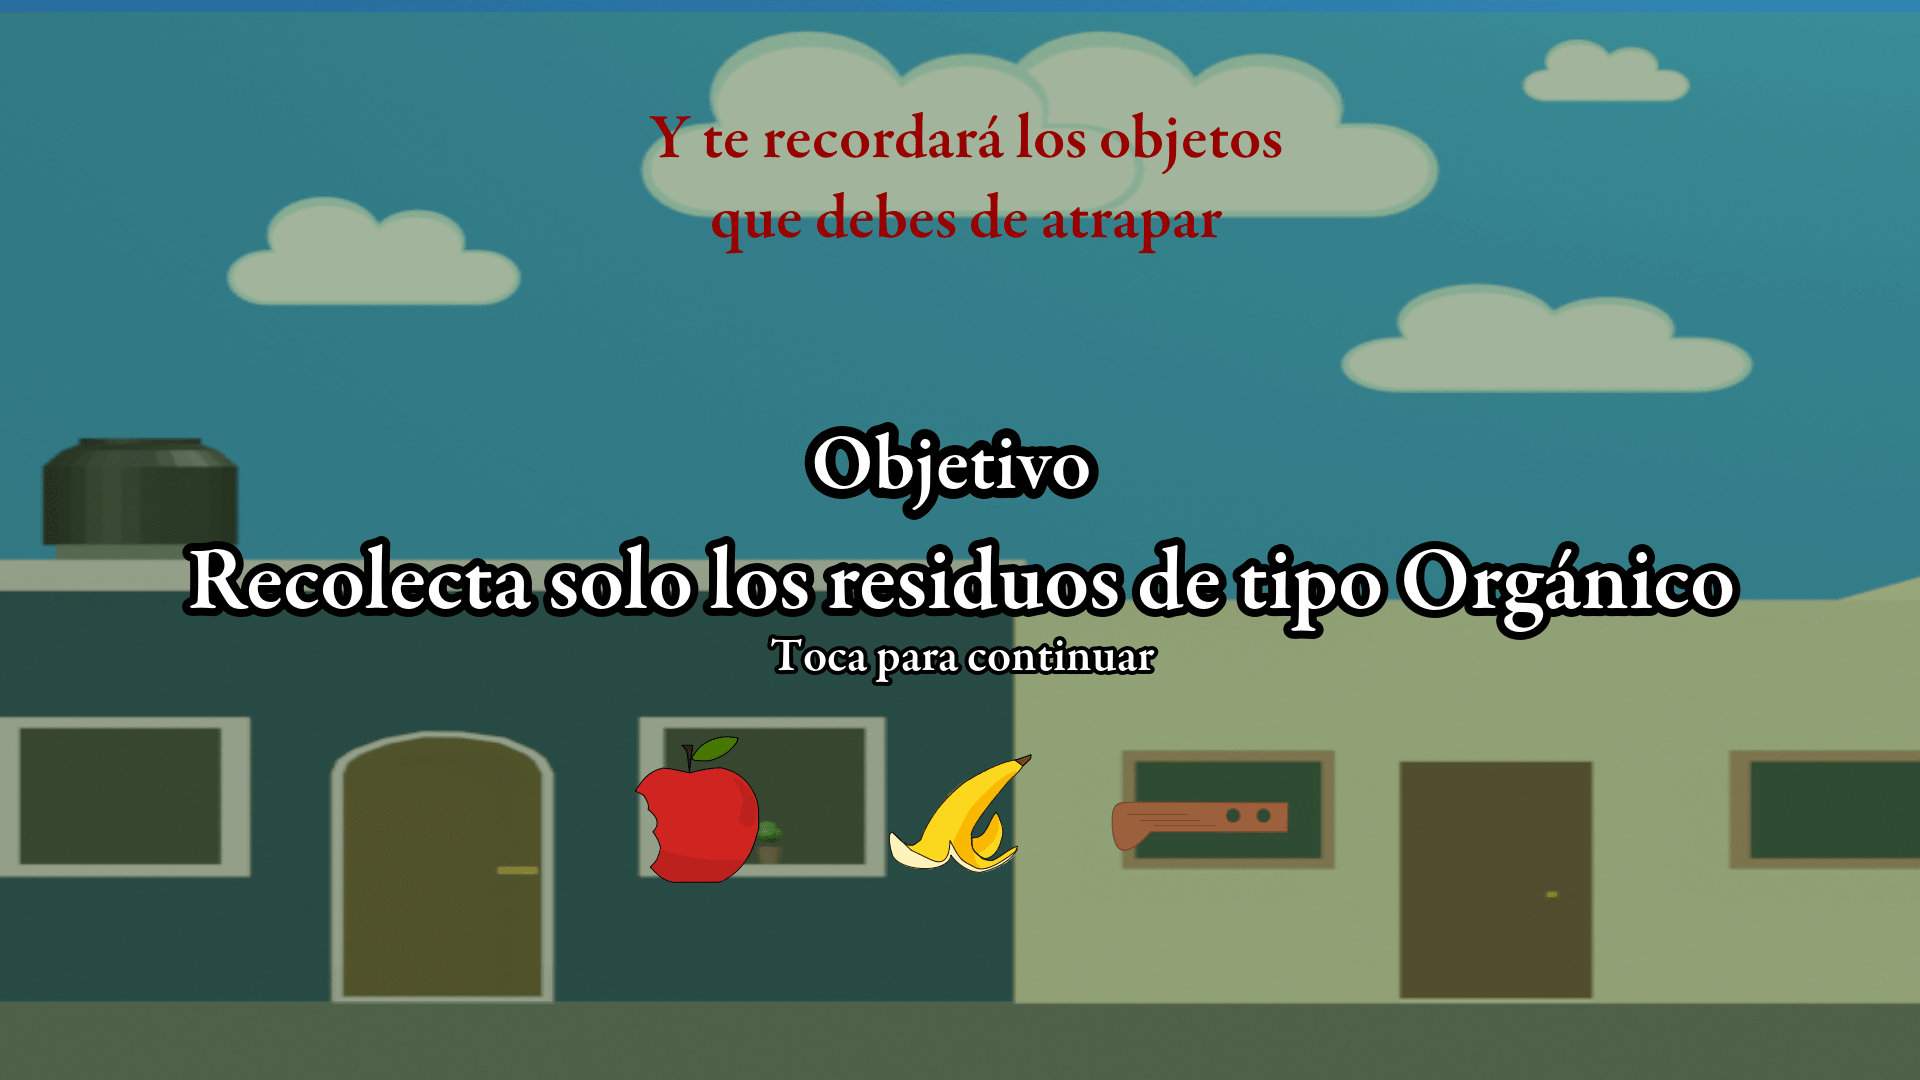 Y te recordará los objetos
que debes de atrapar
Objetivo
Recolecta solo los residuos de tipo Orgánico
Toca para continuar